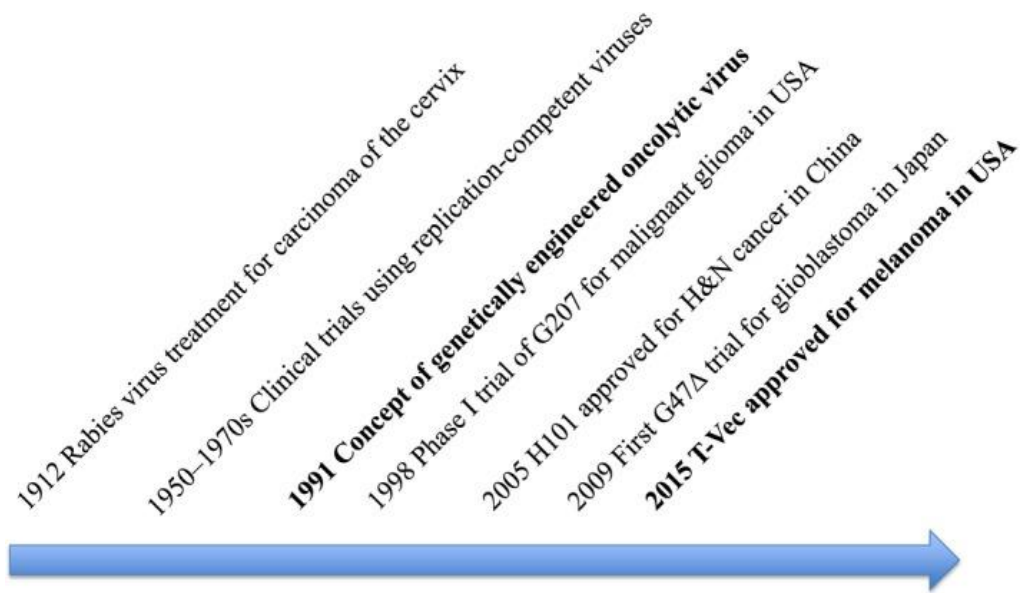 1912 Rabies virus treatment for carcinoma of the cervix
1950–1970s Clinical trials using replication-competent viruses
1991 Concept of genetically engineered oncolytic virus
1998 Phase I trial of G207 for malignant glioma in USA
2005 H101 approved for H&N cancer in China
2009 First G47Δ trial for glioblastoma in Japan
2015 T-Vec approved for melanoma in USA